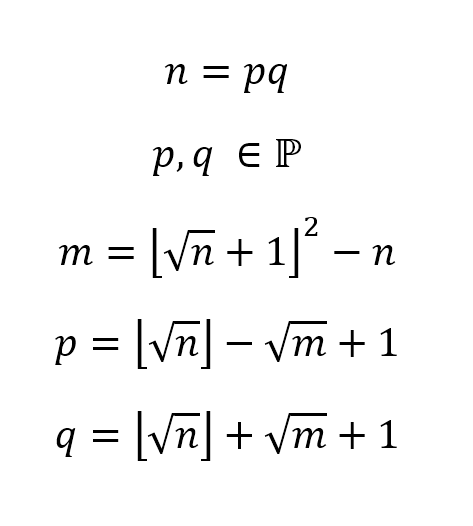 n = pq
p, q ∈ ℙ
m = ⌊√n + 1⌋² − n
p = ⌊√n⌋ − √m + 1
q = ⌊√n⌋ + √m + 1